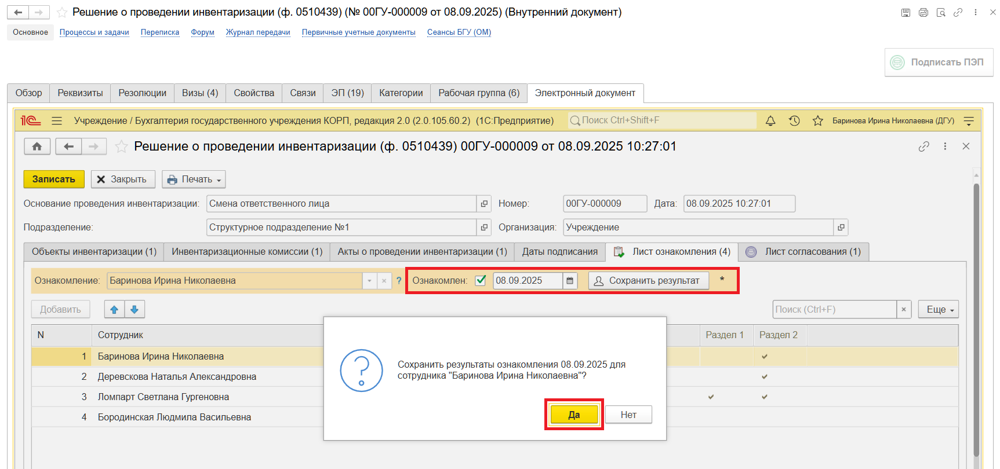 Решение о проведении инвентаризации (ф. 0510439) (№ 00ГУ-000009 от 08.09.2025) (Внутренний документ)
Основное Процессы и задачи Переписка Форум Журнал передачи Первичные учетные документы Сеансы БГУ (ОМ)
Подписать ПЭП
Обзор Реквизиты Резолюции Визы (4) Свойства Связи ЭП (19) Категории Рабочая группа (6) Электронный документ
1С Учреждение / Бухгалтерия государственного учреждения КОРП, редакция 2.0 (2.0.105.60.2) (1С:Предприятие) Поиск Ctrl+Shift+F Баринова Ирина Николаевна (ДГУ)
Решение о проведении инвентаризации (ф. 0510439) 00ГУ-000009 от 08.09.2025 10:27:01
Записать Закрыть Печать
Основание проведения инвентаризации: Смена ответственного лица Номер: 00ГУ-000009 Дата: 08.09.2025 10:27:01
Подразделение: Структурное подразделение №1 Организация: Учреждение
Объекты инвентаризации (1) Инвентаризационные комиссии (1) Акты о проведении инвентаризации (1) Даты подписания Лист ознакомления (4) Лист согласования (1)
Ознакомление: Баринова Ирина Николаевна ? Ознакомлен: 08.09.2025 Сохранить результат *
Добавить Поиск (Ctrl+F) × Еще
N Сотрудник Раздел 1 Раздел 2
1 Баринова Ирина Николаевна
2 Деревскова Наталья Александровна
3 Ломпарт Светлана Гургеновна
4 Бородинская Людмила Васильевна
Сохранить результаты ознакомления 08.09.2025 для
сотрудника "Баринова Ирина Николаевна"?
Да Нет